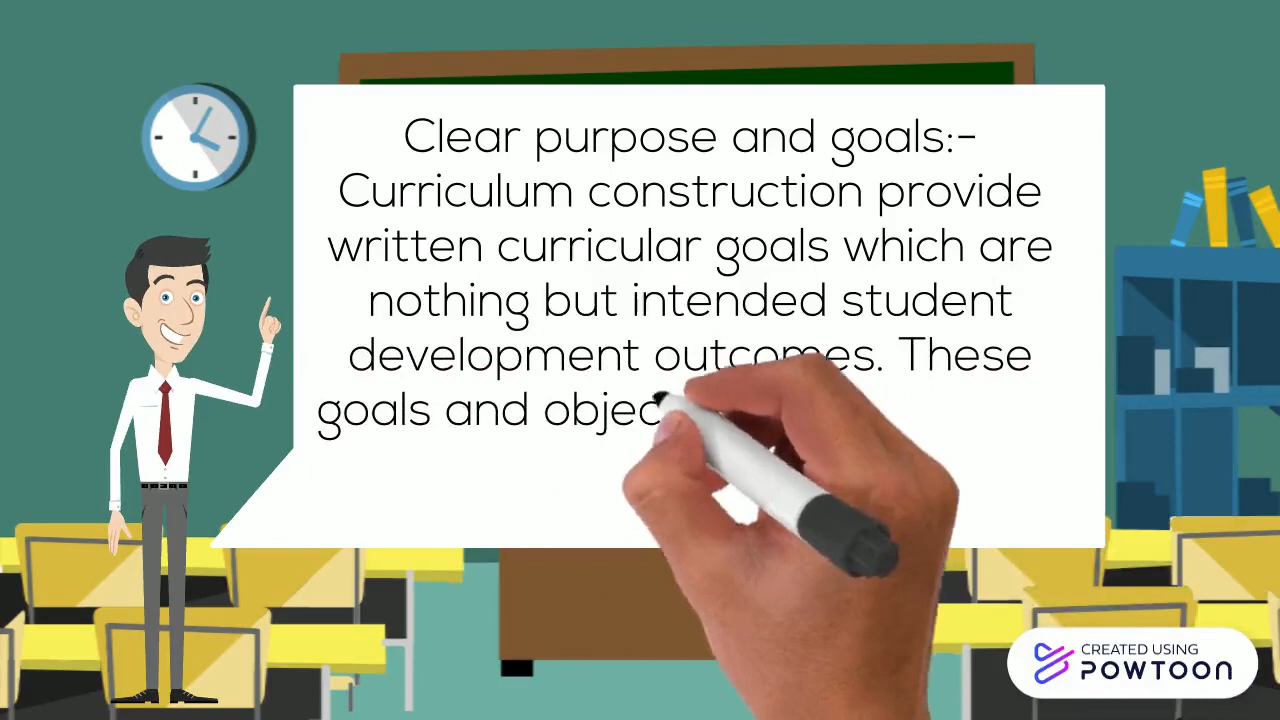 Clear purpose and goals:-
Curriculum construction provide
written curricular goals which are
nothing but intended student
development outcomes. These
goals and objec
CREATED USING
POWTOON